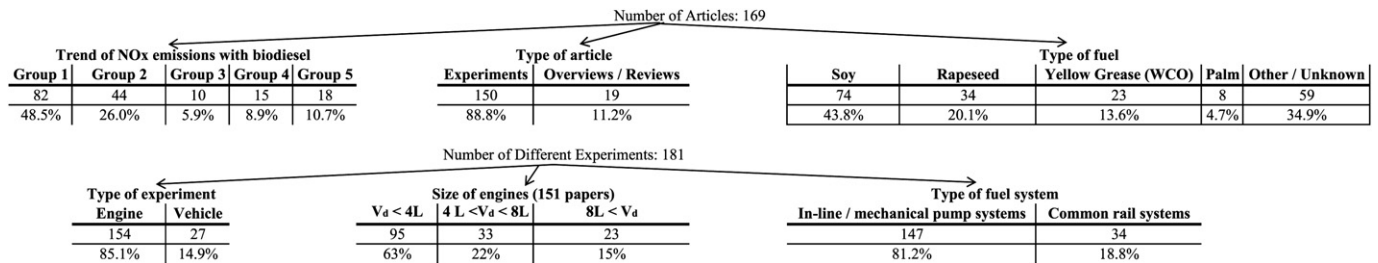 Number of Articles: 169
Trend of NOx emissions with biodiesel
Group 1 Group 2 Group 3 Group 4 Group 5
82 44 10 15 18
48.5% 26.0% 5.9% 8.9% 10.7%
Type of article
Experiments Overviews / Reviews
150 19
88.8% 11.2%
Type of fuel
Soy Rapeseed Yellow Grease (WCO) Palm Other / Unknown
74 34 23 8 59
43.8% 20.1% 13.6% 4.7% 34.9%
Number of Different Experiments: 181
Type of experiment
Engine Vehicle
154 27
85.1% 14.9%
Size of engines (151 papers)
Vd < 4L 4 L <Vd < 8L 8L < Vd
95 33 23
63% 22% 15%
Type of fuel system
In-line / mechanical pump systems Common rail systems
147 34
81.2% 18.8%